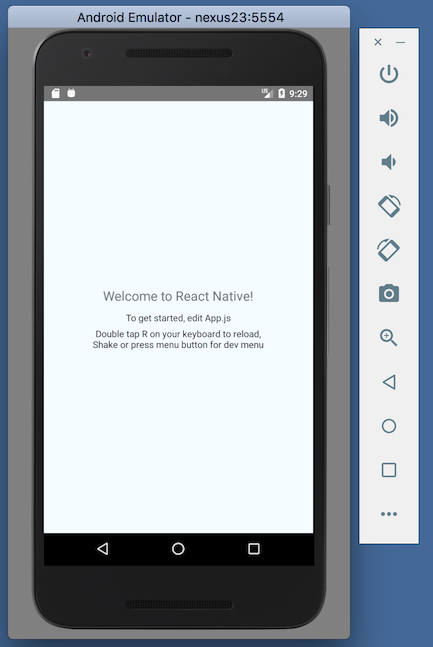 Android Emulator - nexus23:5554
LTE 9:29
Welcome to React Native!
To get started, edit App.js
Double tap R on your keyboard to reload,
Shake or press menu button for dev menu